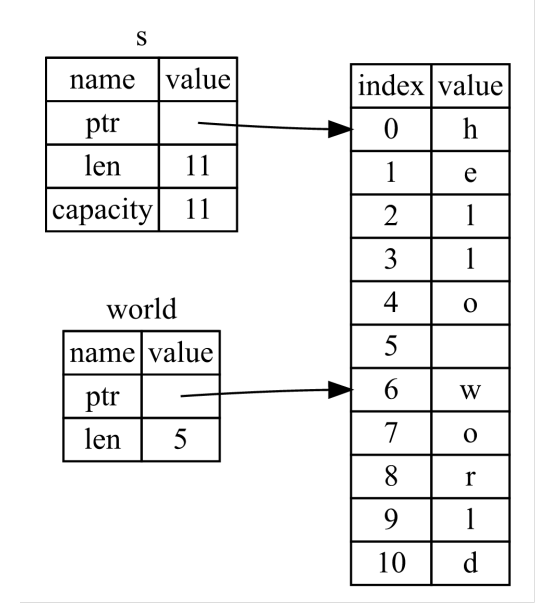 s
name value
ptr
len 11
capacity 11
world
name value
ptr
len 5
index value
0 h
1 e
2 l
3 l
4 o
5
6 w
7 o
8 r
9 l
10 d